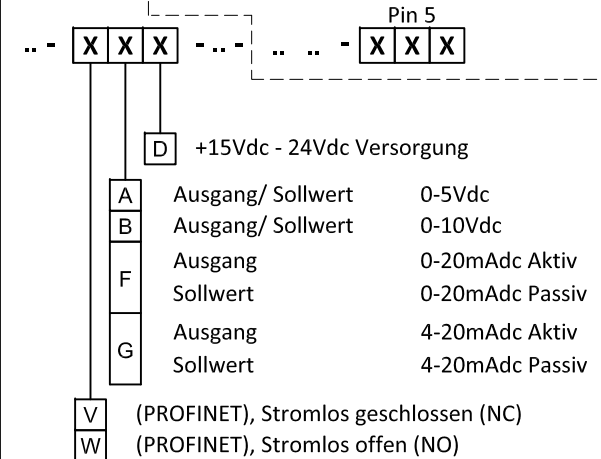 Pin 5
.. - X X X - .. - .. .. - X X X
D +15Vdc - 24Vdc Versorgung
A Ausgang/ Sollwert 0-5Vdc
B Ausgang/ Sollwert 0-10Vdc
F Ausgang 0-20mAdc Aktiv
Sollwert 0-20mAdc Passiv
G Ausgang 4-20mAdc Aktiv
Sollwert 4-20mAdc Passiv
V (PROFINET), Stromlos geschlossen (NC)
W (PROFINET), Stromlos offen (NO)